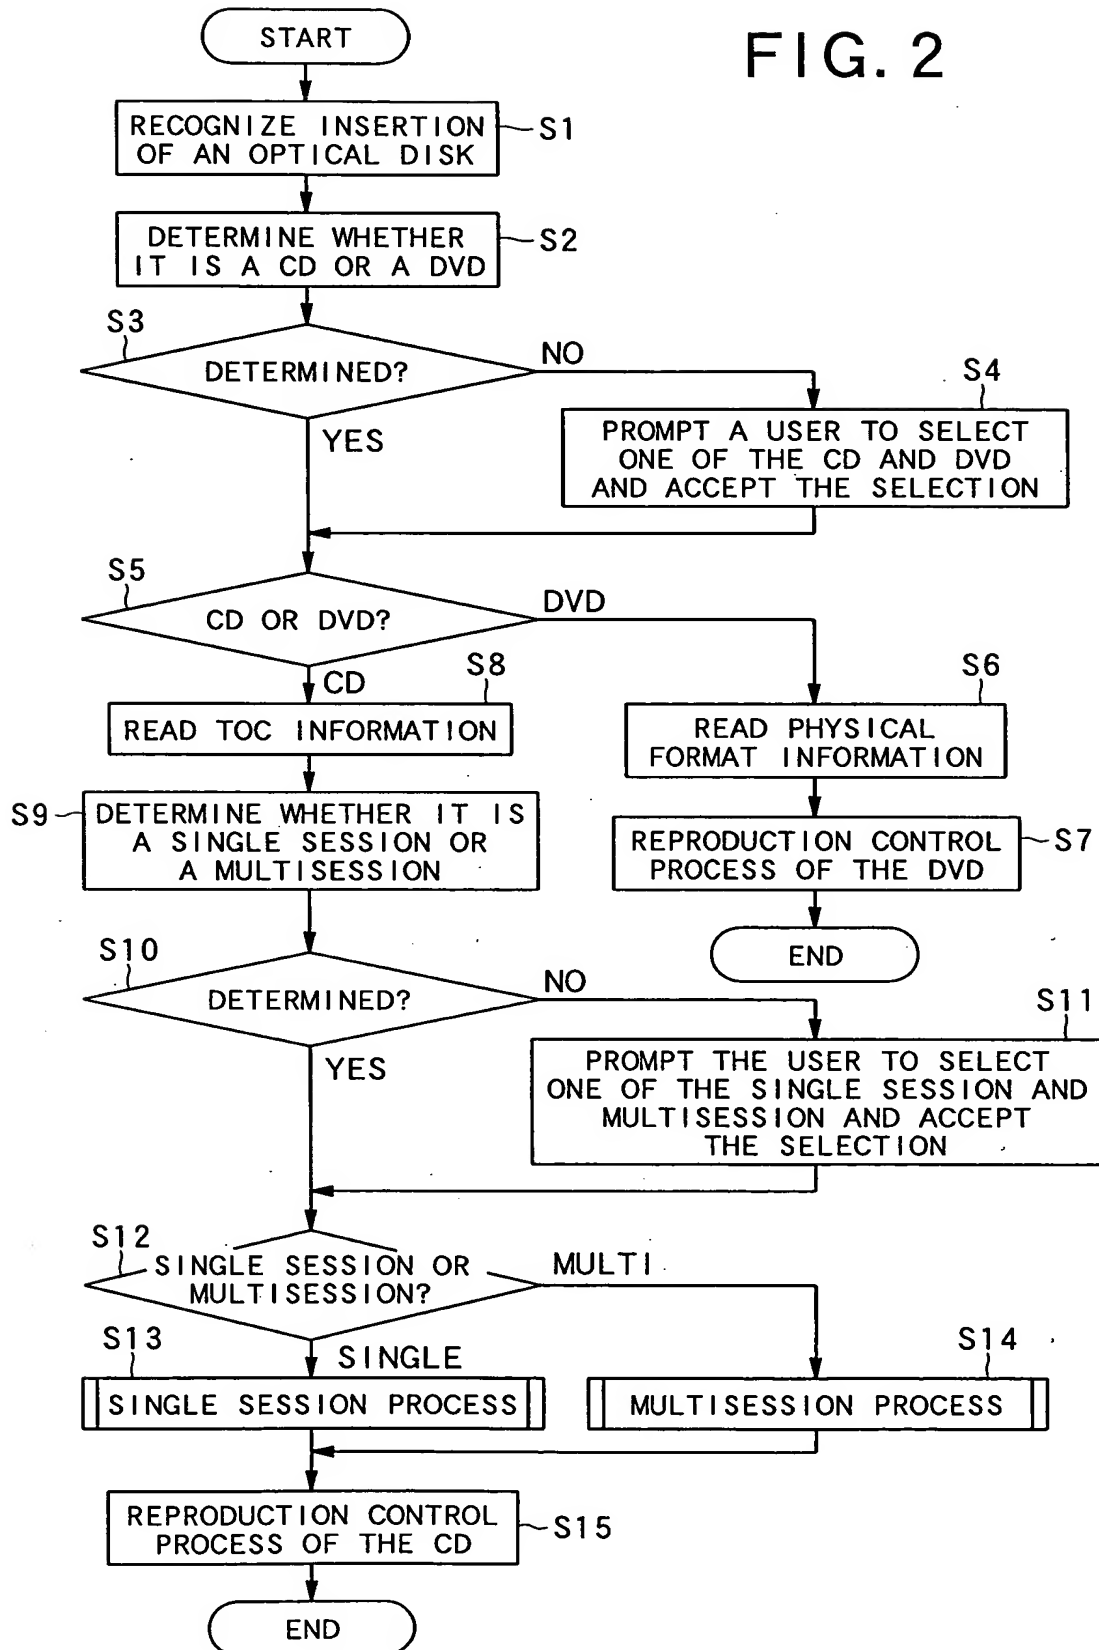 FIG. 2
START
RECOGNIZE INSERTION
OF AN OPTICAL DISK
S1
DETERMINE WHETHER
IT IS A CD OR A DVD
S2
S3
DETERMINED?
NO
YES
S4
PROMPT A USER TO SELECT
ONE OF THE CD AND DVD
AND ACCEPT THE SELECTION
S5
CD OR DVD?
DVD
CD
S8
READ TOC INFORMATION
S6
READ PHYSICAL
FORMAT INFORMATION
S9
DETERMINE WHETHER IT IS
A SINGLE SESSION OR
A MULTISESSION
REPRODUCTION CONTROL
PROCESS OF THE DVD
S7
END
S10
DETERMINED?
NO
YES
S11
PROMPT THE USER TO SELECT
ONE OF THE SINGLE SESSION AND
MULTISESSION AND ACCEPT
THE SELECTION
S12
SINGLE SESSION OR
MULTISESSION?
MULTI
SINGLE
S13
SINGLE SESSION PROCESS
S14
MULTISESSION PROCESS
REPRODUCTION CONTROL
PROCESS OF THE CD
S15
END